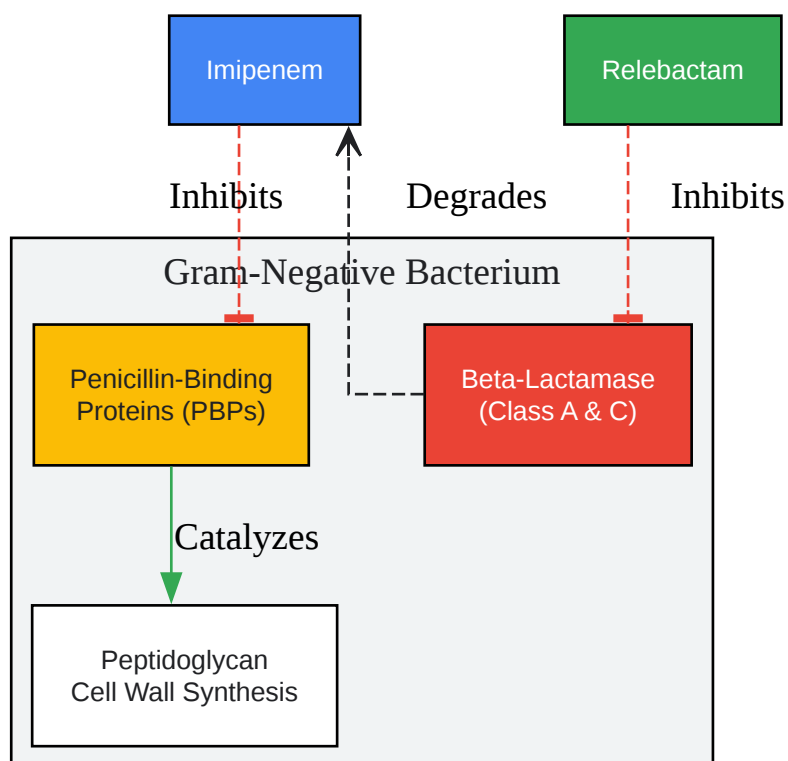 Imipenem
Relebactam
Inhibits
Degrades
Inhibits
Gram-Negative Bacterium
Penicillin-Binding
Proteins (PBPs)
Beta-Lactamase
(Class A & C)
Catalyzes
Peptidoglycan
Cell Wall Synthesis